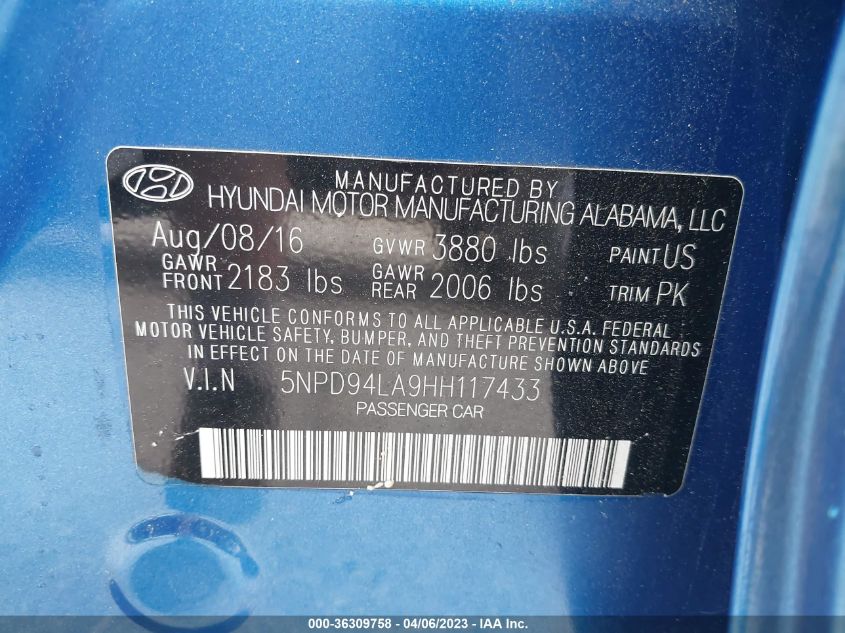 MANUFACTURED BY
HYUNDAI MOTOR MANUFACTURING ALABAMA, LLC
Aug/08/16 GVWR 3880 lbs PAINT US
GAWR FRONT 2183 lbs GAWR REAR 2006 lbs TRIM PK
THIS VEHICLE CONFORMS TO ALL APPLICABLE U.S.A. FEDERAL
MOTOR VEHICLE SAFETY, BUMPER, AND THEFT PREVENTION STANDARDS
IN EFFECT ON THE DATE OF MANUFACTURE SHOWN ABOVE.
V.I.N 5NPD94LA9HH117433
PASSENGER CAR
000-36309758 - 04/06/2023 - IAA, Inc.